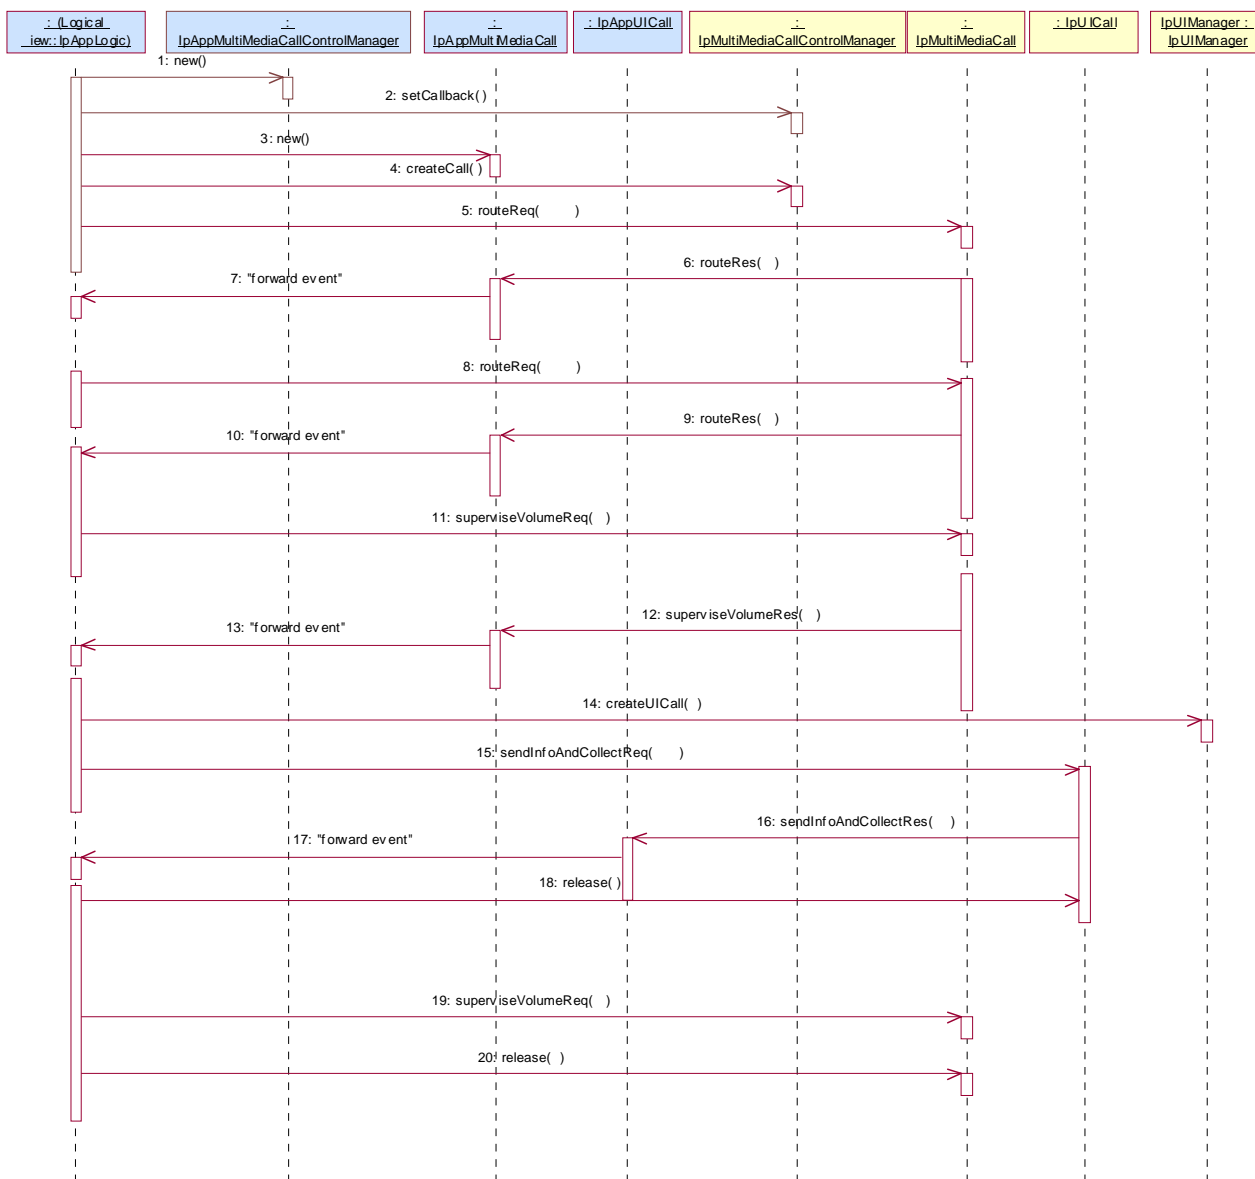 : (Logical
iew::IpAppLogic)
:
IpAppMultiMediaCallControlManager
:
IpAppMultiMediaCall
: IpAppUICall
:
IpMultiMediaCallControlManager
:
IpMultiMediaCall
: IpUICall
IpUIManager :
IpUIManager
1: new()
2: setCallback( )
3: new()
4: createCall( )
5: routeReq( )
6: routeRes( )
7: "forward event"
8: routeReq( )
9: routeRes( )
10: "forward event"
11: superviseVolumeReq( )
12: superviseVolumeRes( )
13: "forward event"
14: createUICall( )
15: sendInfoAndCollectReq( )
16: sendInfoAndCollectRes( )
17: "forward event"
18: release( )
19: superviseVolumeReq( )
20: release( )